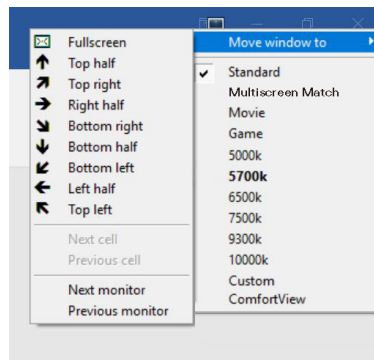 Fullscreen
Top half
Top right
Right half
Bottom right
Bottom half
Bottom left
Left half
Top left
Next cell
Previous cell
Next monitor
Previous monitor
Move window to
Standard
Multiscreen Match
Movie
Game
5000k
5700k
6500k
7500k
9300k
10000k
Custom
ComfortView